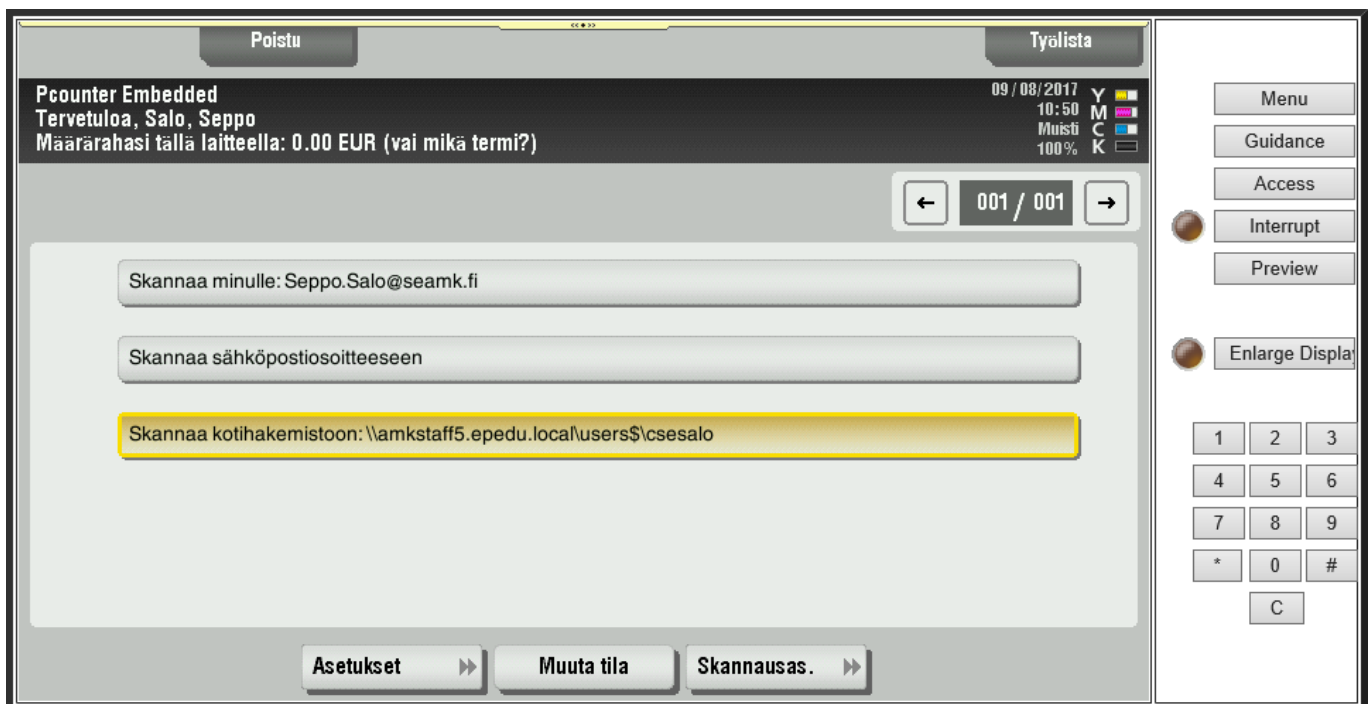 Poistu
Työlista
Pcounter Embedded
Tervetuloa, Salo, Seppo
Määrärahasi tällä laitteella: 0.00 EUR (vai mikä termi?)
09/08/2017
10:50
Muisti
100%
Y
M
C
K
← 001 / 001 →
Skannaa minulle: Seppo.Salo@seamk.fi
Skannaa sähköpostiosoitteeseen
Skannaa kotihakemistoon: \\amkstaff5.epedu.local\users$\csesalo
Asetukset
Muuta tila
Skannausas.
Menu
Guidance
Access
Interrupt
Preview
Enlarge Display
1 2 3
4 5 6
7 8 9
* 0 #
C